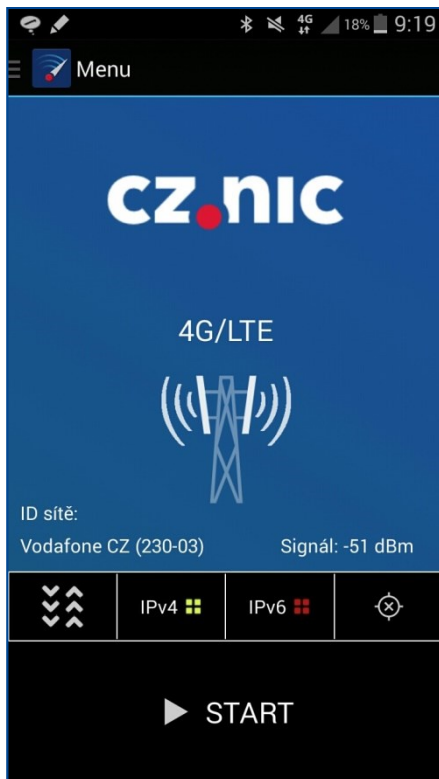 4G
18%
9:19
Menu
cz.nic
4G/LTE
ID sítě:
Vodafone CZ (230-03)
Signál: -51 dBm
IPv4
IPv6
START